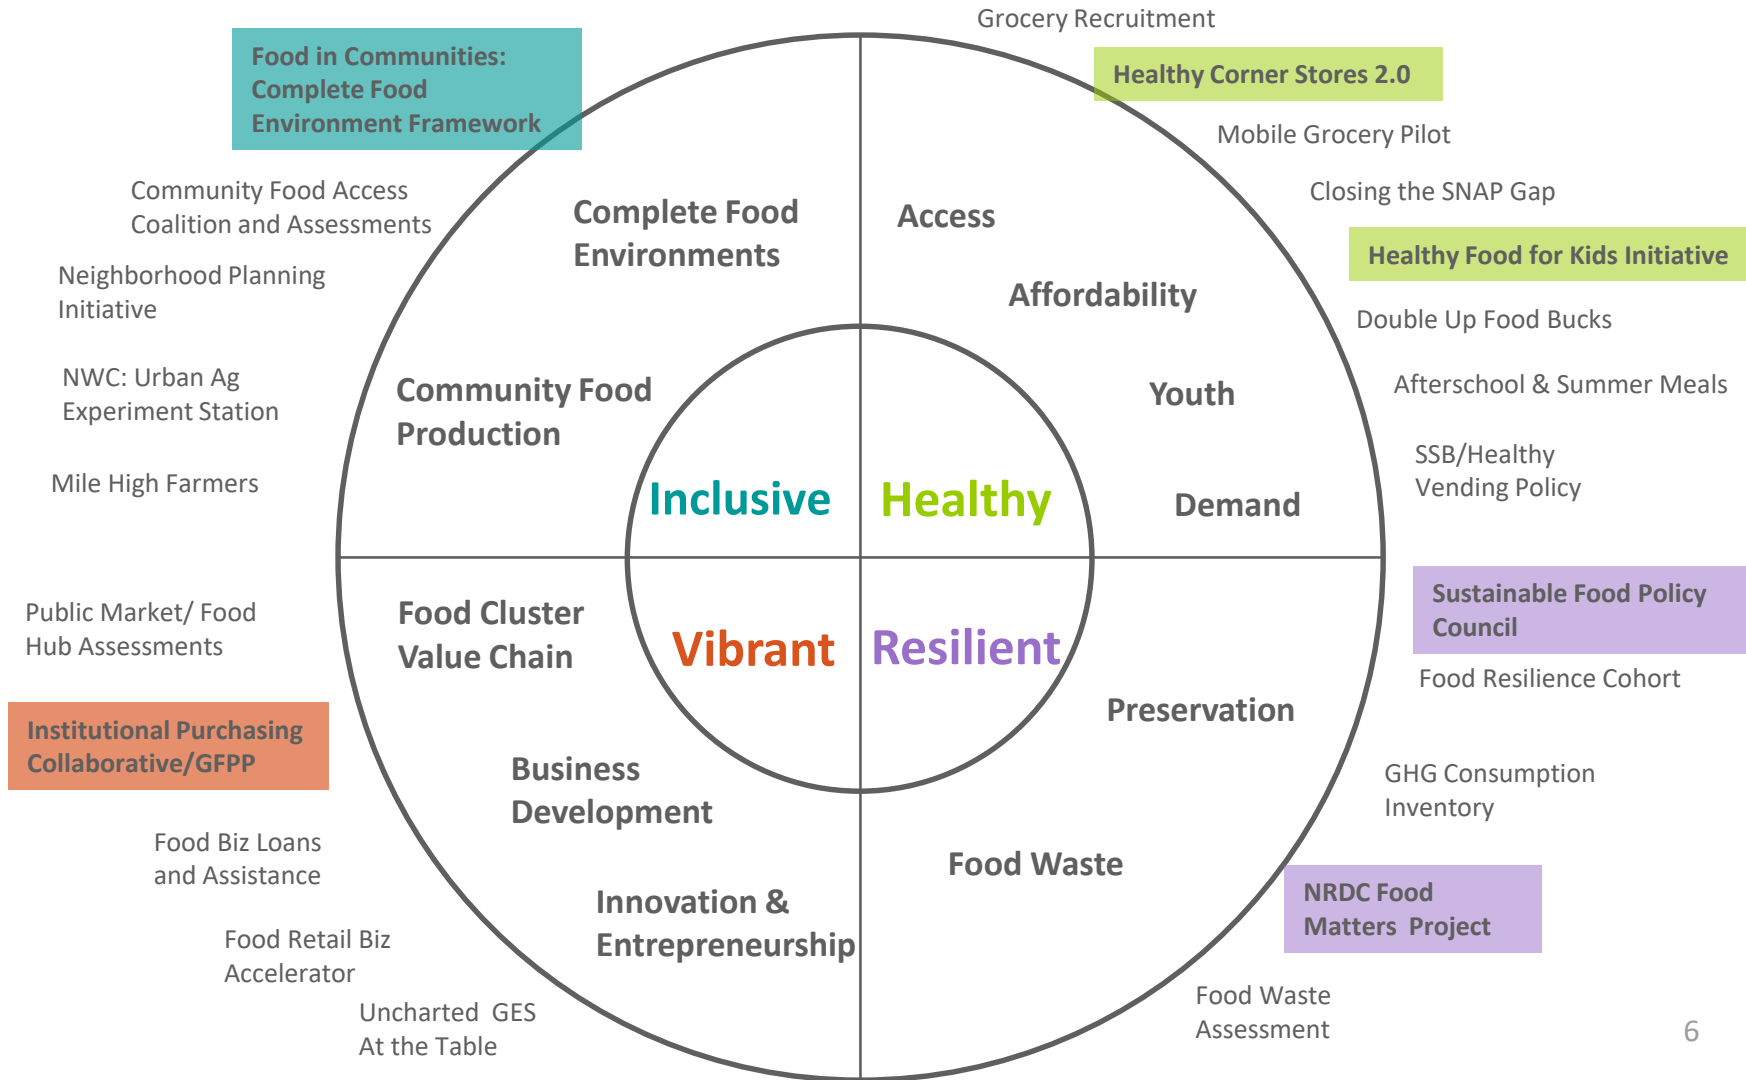 Grocery Recruitment
Food in Communities:
Complete Food
Environment Framework
Healthy Corner Stores 2.0
Mobile Grocery Pilot
Community Food Access
Coalition and Assessments
Closing the SNAP Gap
Complete Food
Environments
Access
Healthy Food for Kids Initiative
Neighborhood Planning
Initiative
Affordability
Double Up Food Bucks
NWC: Urban Ag
Experiment Station
Community Food
Production
Youth
Afterschool & Summer Meals
SSB/Healthy
Vending Policy
Mile High Farmers
Inclusive
Healthy
Demand
Public Market/ Food
Hub Assessments
Food Cluster
Value Chain
Vibrant
Resilient
Sustainable Food Policy
Council
Food Resilience Cohort
Institutional Purchasing
Collaborative/GFPP
Preservation
Business
Development
GHG Consumption
Inventory
Food Biz Loans
and Assistance
Food Waste
NRDC Food
Matters  Project
Innovation &
Entrepreneurship
Food Retail Biz
Accelerator
Uncharted  GES
At the Table
Food Waste
Assessment
6